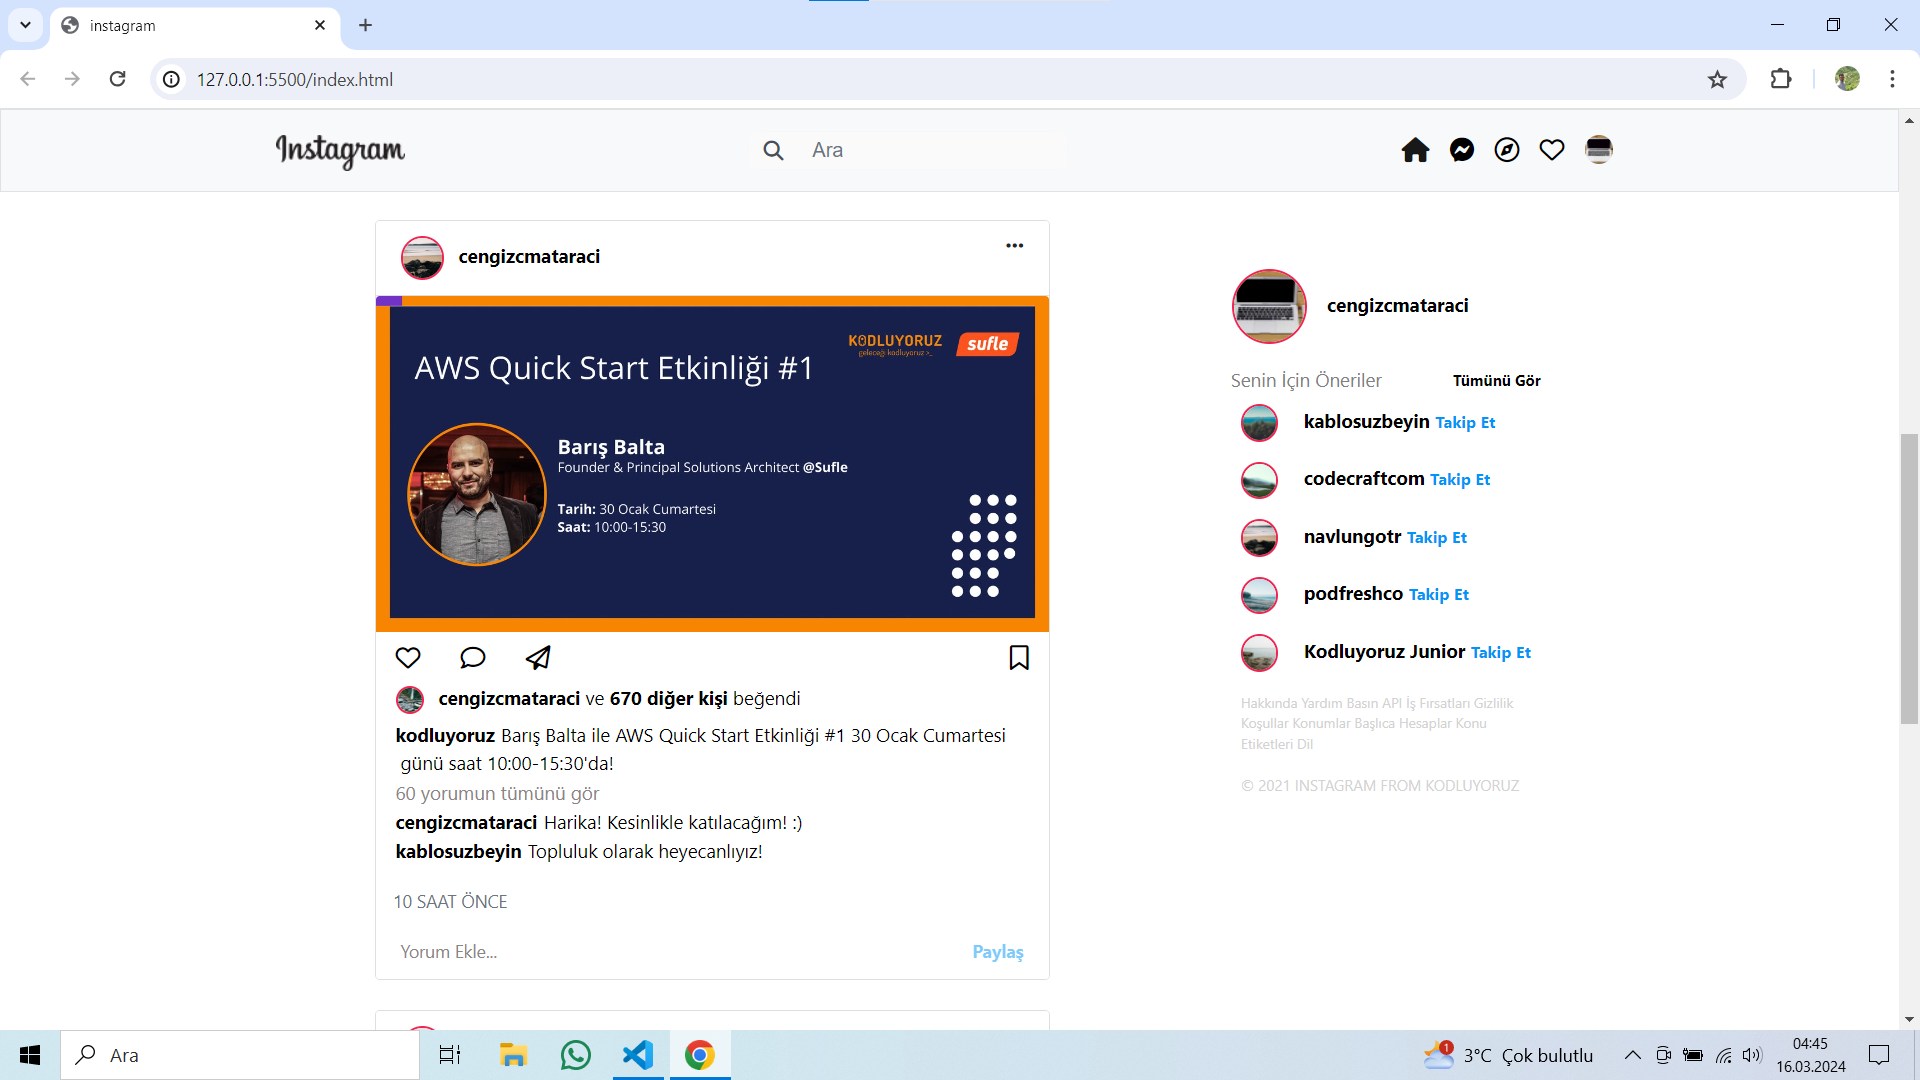 instagram
127.0.0.1:5500/index.html
Instagram
Ara
cengizcmataraci
KODLUYORUZ
geleceği kodluyoruz >_
sufle
AWS Quick Start Etkinliği #1
Barış Balta
Founder & Principal Solutions Architect @Sufle
Tarih: 30 Ocak Cumartesi
Saat: 10:00-15:30
cengizcmataraci ve 670 diğer kişi beğendi
kodluyoruz Barış Balta ile AWS Quick Start Etkinliği #1 30 Ocak Cumartesi
günü saat 10:00-15:30'da!
60 yorumun tümünü gör
cengizcmataraci Harika! Kesinlikle katılacağım! :)
kablosuzbeyin Topluluk olarak heyecanlıyız!
10 SAAT ÖNCE
Yorum Ekle...
Paylaş
cengizcmataraci
Senin İçin Öneriler
Tümünü Gör
kablosuzbeyin Takip Et
codecraftcom Takip Et
navlungotr Takip Et
podfreshco Takip Et
Kodluyoruz Junior Takip Et
Hakkında Yardım Basın API İş Fırsatları Gizlilik
Koşullar Konumlar Başlıca Hesaplar Konu
Etiketleri Dil
© 2021 INSTAGRAM FROM KODLUYORUZ
Ara
1
3°C Çok bulutlu
04:45
16.03.2024